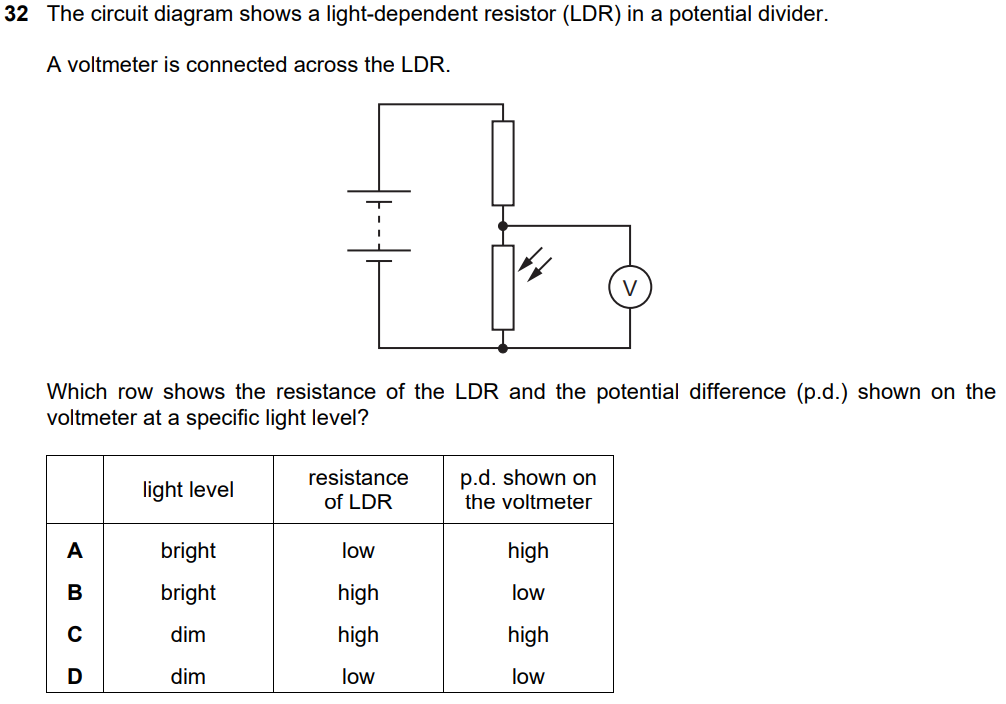 32 The circuit diagram shows a light-dependent resistor (LDR) in a potential divider.
A voltmeter is connected across the LDR.
V
Which row shows the resistance of the LDR and the potential difference (p.d.) shown on the
voltmeter at a specific light level?
light level resistance of LDR p.d. shown on the voltmeter
A bright low high
B bright high low
C dim high high
D dim low low